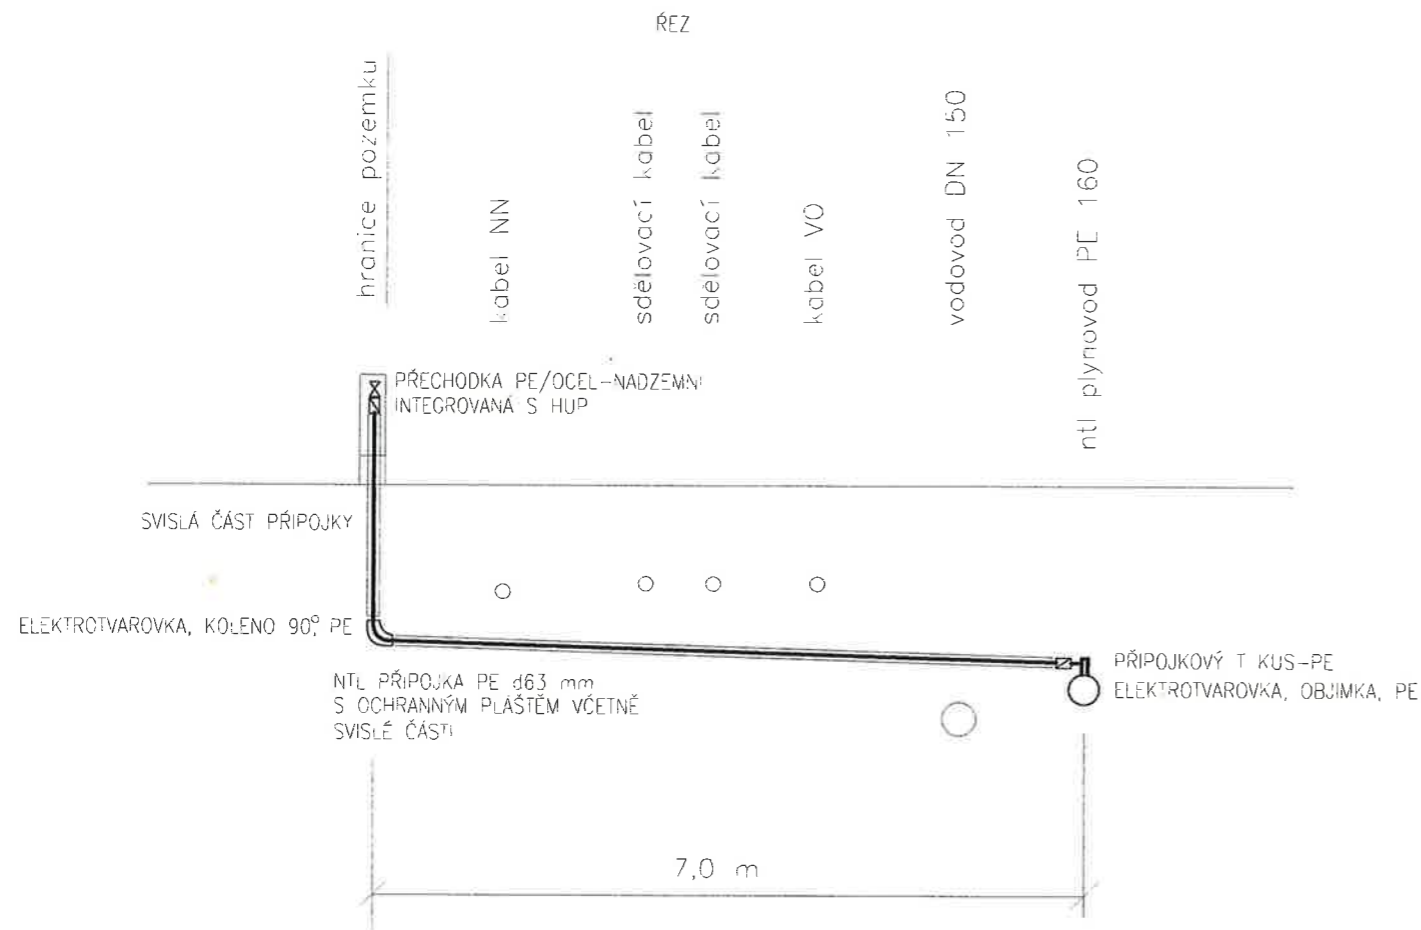 ŘEZ
hranice pozemku
kabel NN
sdělovací kabel
sdělovací kabel
kabel VO
vodovod DN 150
ntl plynovod PE 160
PŘECHODKA PE/OCEL-NADZEMNÍ
INTEGROVANÁ S HUP
SVISLÁ ČÁST PŘIPOJKY
ELEKTROTVAROVKA, KOLENO 90°, PE
PŘIPOJKOVÝ T KUS-PE
ELEKTROTVAROVKA, OBJIMKA, PE
NTL PŘIPOJKA PE d63 mm
S OCHRANNÝM PLÁŠTĚM VČETNĚ
SVISLÉ ČÁSTI
7,0 m